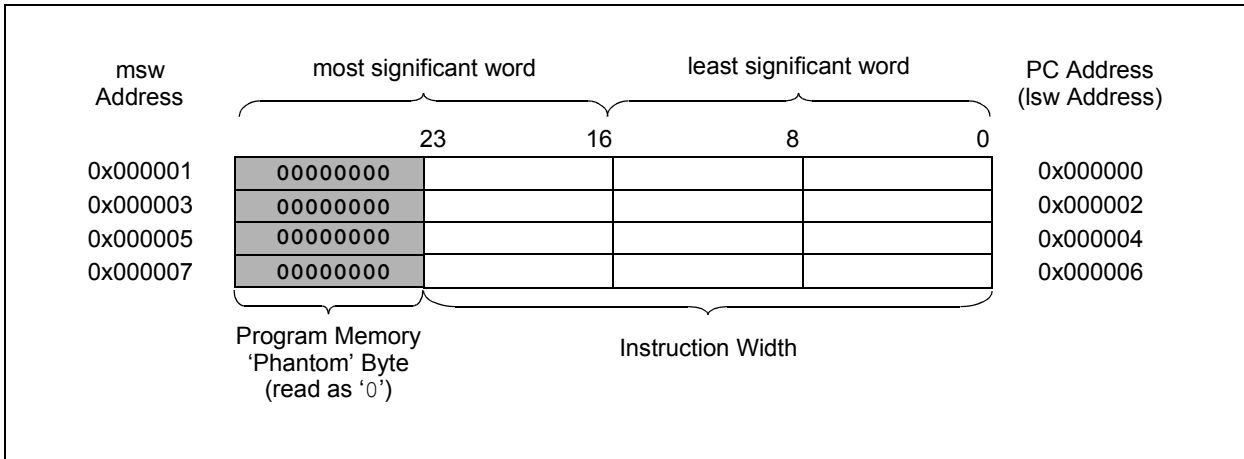 msw
Address
most significant word
least significant word
PC Address
(lsw Address)
23
16
8
0
0x000001
00000000
0x000000
0x000003
00000000
0x000002
0x000005
00000000
0x000004
0x000007
00000000
0x000006
Program Memory
‘Phantom’ Byte
(read as ‘0’)
Instruction Width